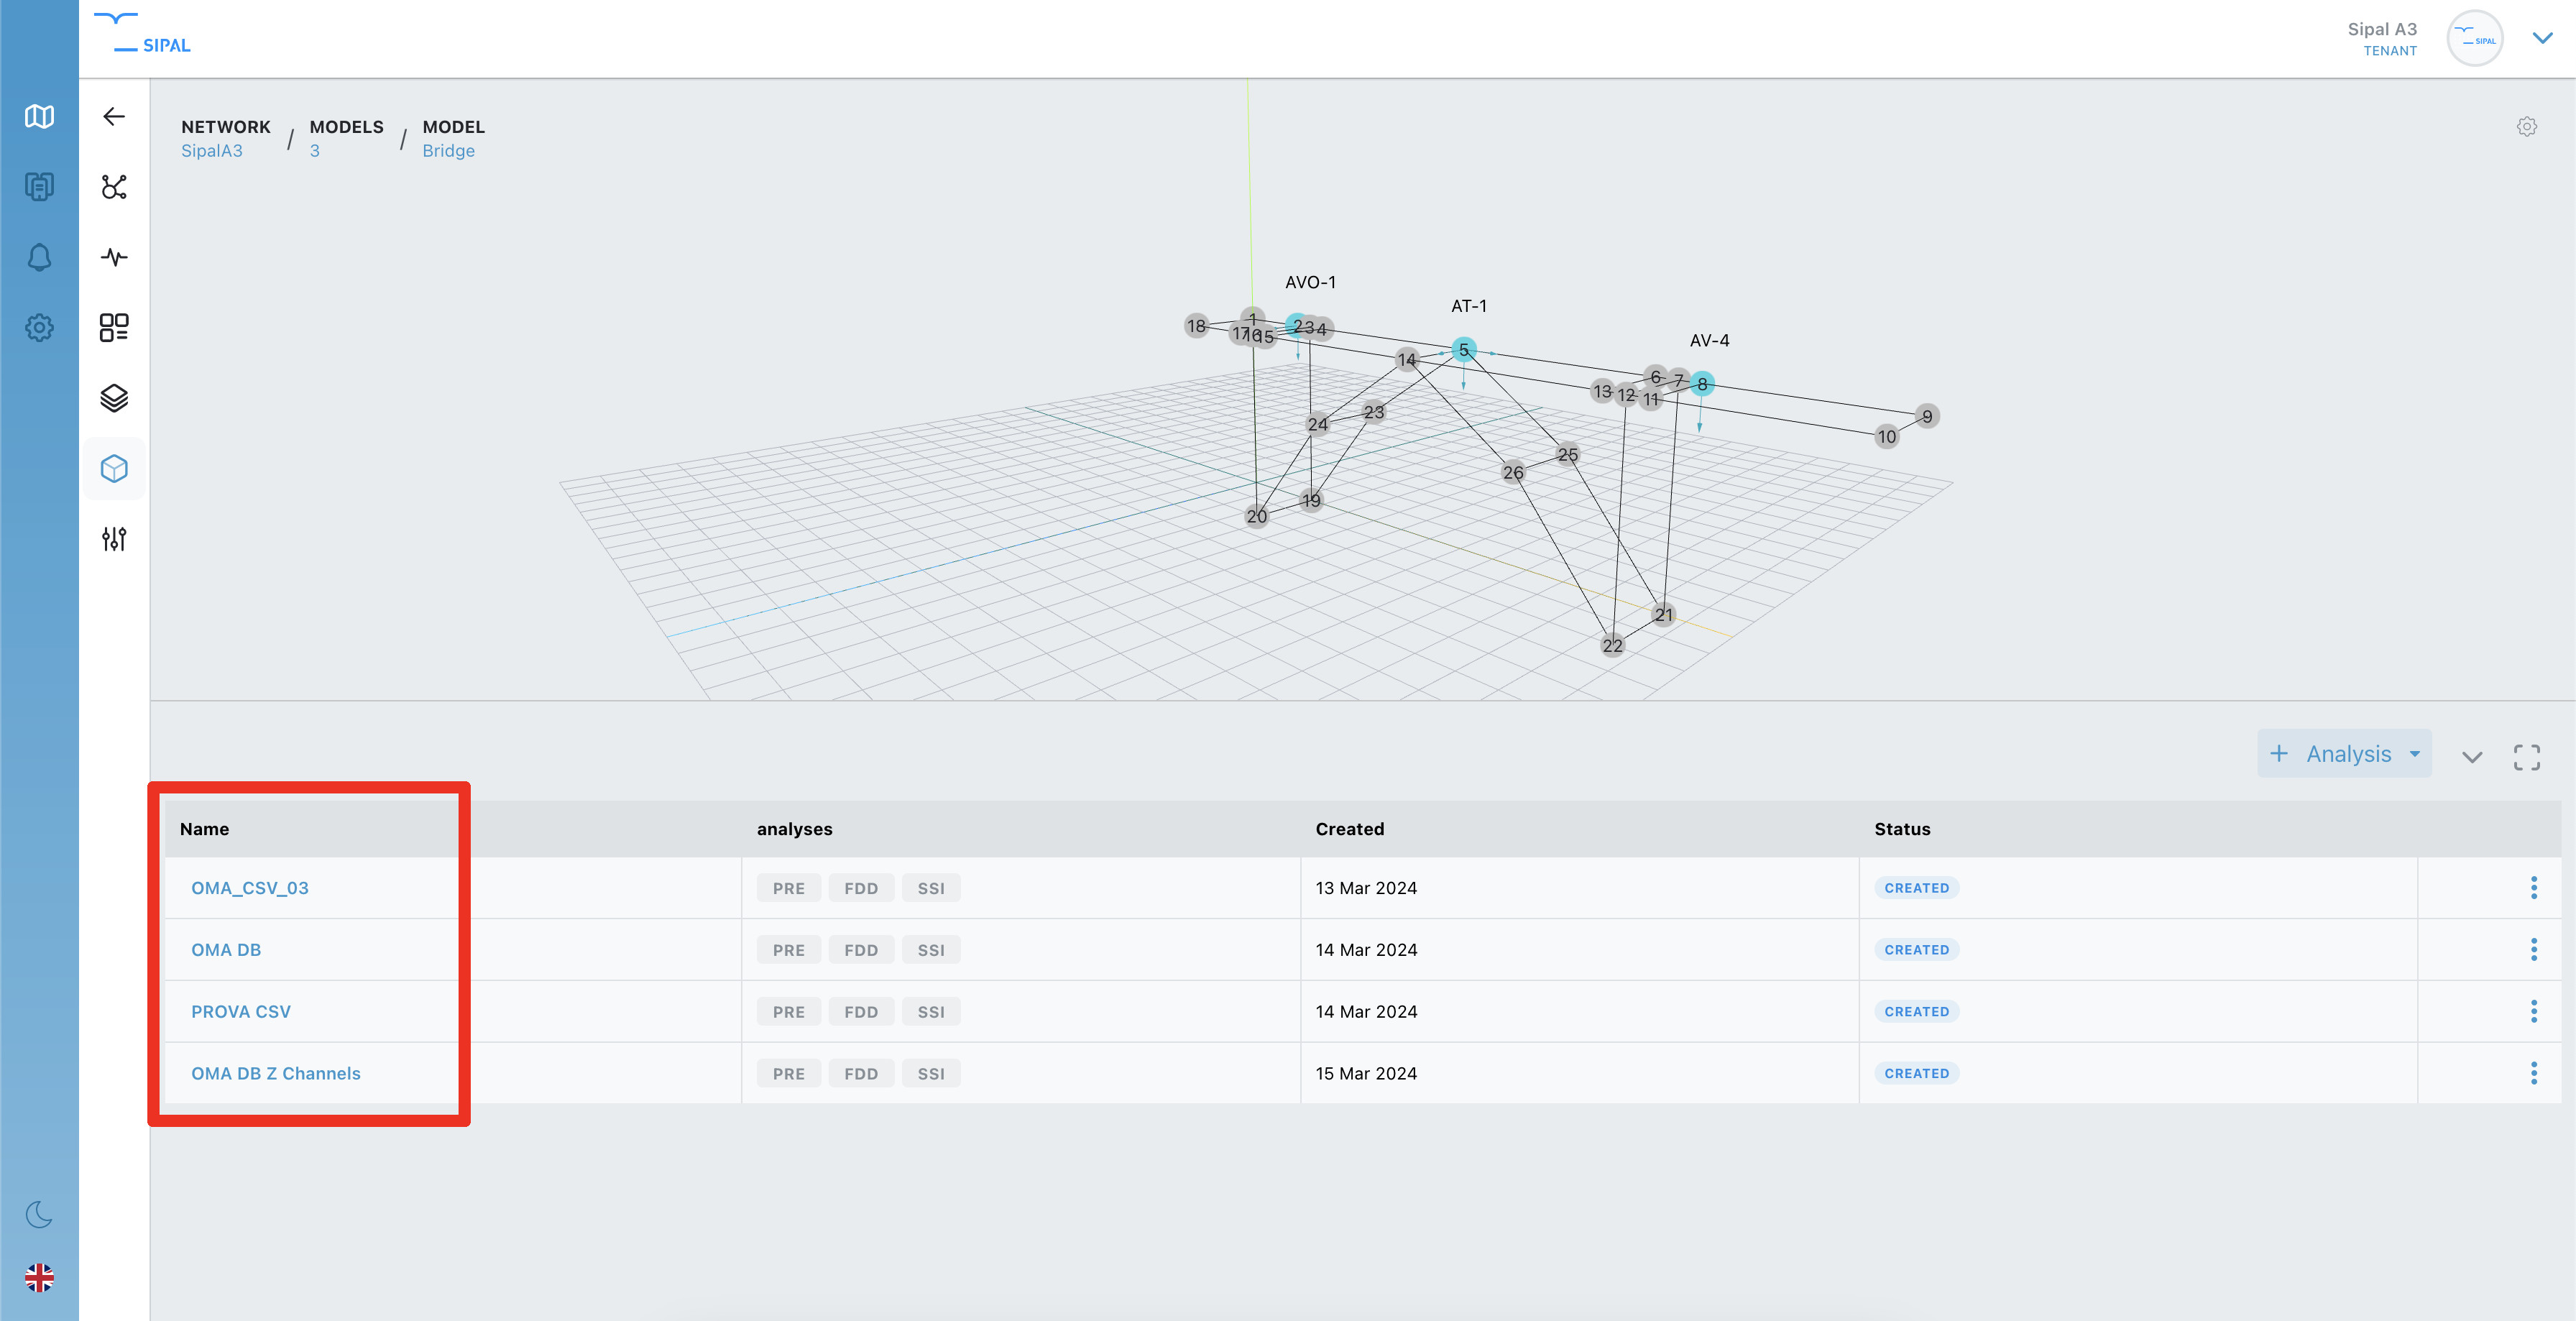 SIPAL
Sipal A3
TENANT
SIPAL
NETWORK / MODELS / MODEL
SipalA3 3 Bridge
AVO-1
AT-1
AV-4
18 1 17 16 15 2 3 4
14 5
13 12 6 11 7 8
9
10
24 23
25
26
20 19
21
22
+ Analysis
Name analyses Created Status
OMA_CSV_03 PRE FDD SSI 13 Mar 2024 CREATED
OMA DB PRE FDD SSI 14 Mar 2024 CREATED
PROVA CSV PRE FDD SSI 14 Mar 2024 CREATED
OMA DB Z Channels PRE FDD SSI 15 Mar 2024 CREATED